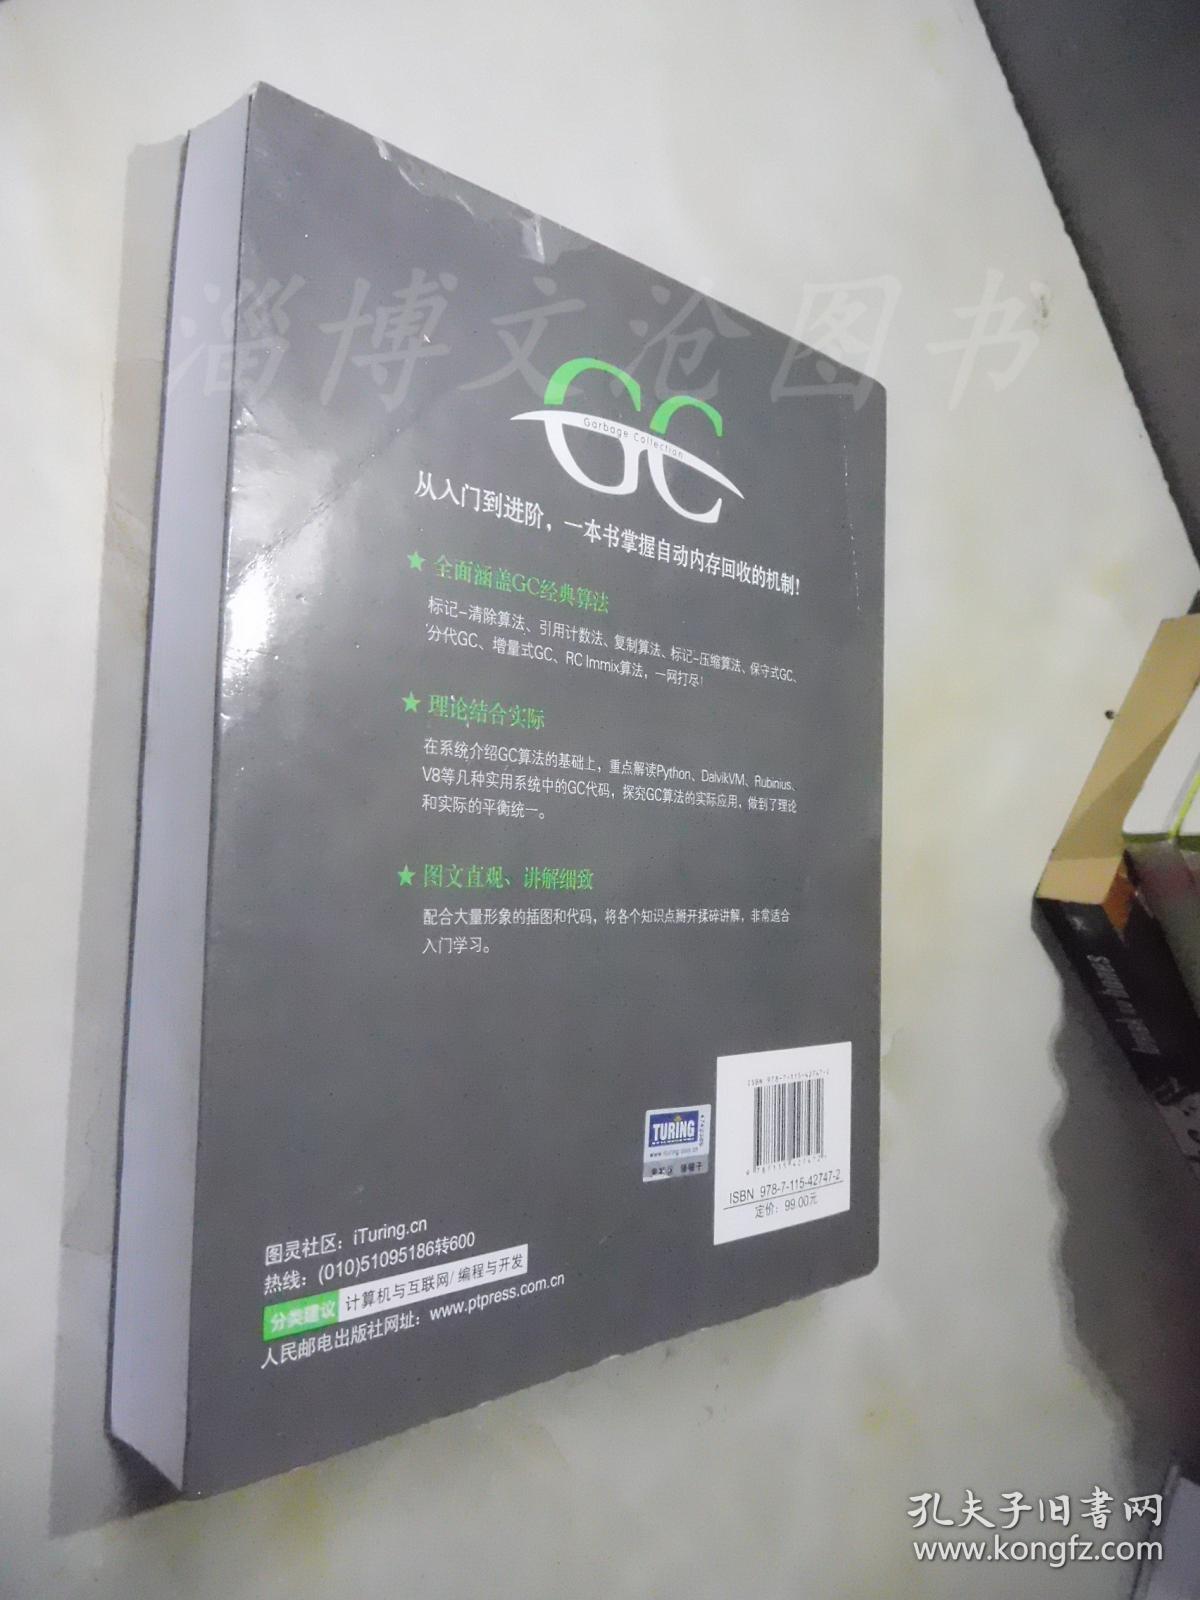 淄博文沧图书
GC
Garbage Collection
从入门到进阶，一本书掌握自动内存回收的机制！
★ 全面涵盖GC经典算法
标记-清除算法、引用计数法、复制算法、标记-压缩算法、保守式GC、
分代GC、增量式GC、RC Immix算法，一网打尽！
★ 理论结合实际
在系统介绍GC算法的基础上，重点解读Python、DalvikVM、Rubinius、
V8等几种实用系统中的GC代码，探究GC算法的实际应用，做到了理论
和实际的平衡统一。
★ 图文直观、讲解细致
配合大量形象的插图和代码，将各个知识点掰开揉碎讲解，非常适合
入门学习。
ISBN 978-7-115-42747-2
TURING
www.turing.com.cn
9 787115 427472
ISBN 978-7-115-42747-2
定价：99.00元
图灵社区：iTuring.cn
热线：(010)51095186转600
分类建议 计算机与互联网/编程与开发
人民邮电出版社网址：www.ptpress.com.cn
孔夫子旧书网
www.kongfz.com